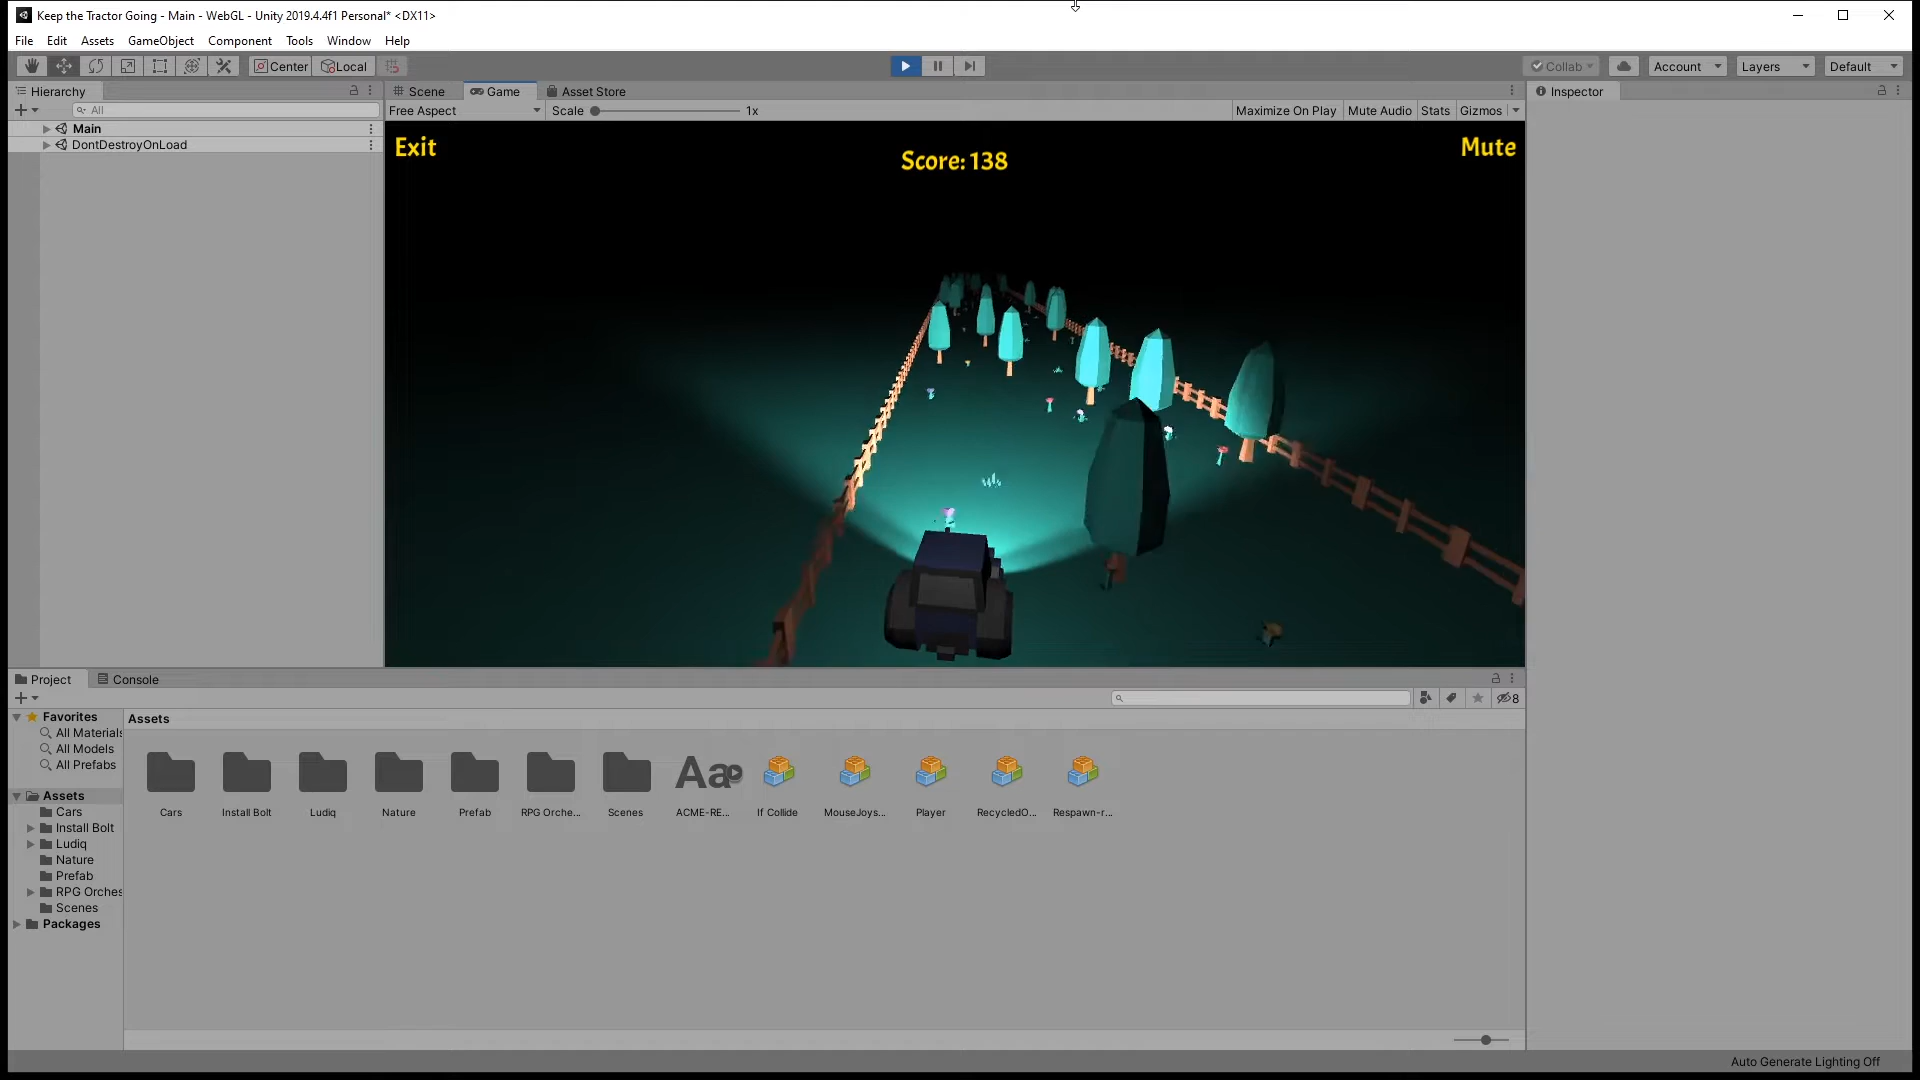 Keep the Tractor Going - Main - WebGL - Unity 2019.4.4f1 Personal* <DX11>
File Edit Assets GameObject Component Tools Window Help
Center Local Collab Account Layers Default
Hierarchy
All
Main
DontDestroyOnLoad
Scene Game Asset Store
Free Aspect Scale 1x Maximize On Play Mute Audio Stats Gizmos
Exit
Score: 138
Mute
Inspector
Project Console
8
Favorites
All Materials
All Models
All Prefabs
Assets
Cars
Install Bolt
Ludiq
Nature
Prefab
RPG Orches
Scenes
Packages
Assets
Aa
Cars Install Bolt Ludiq Nature Prefab RPG Orche... Scenes ACME-RE... If Collide MouseJoys... Player RecycledO... Respawn-r...
Auto Generate Lighting Off